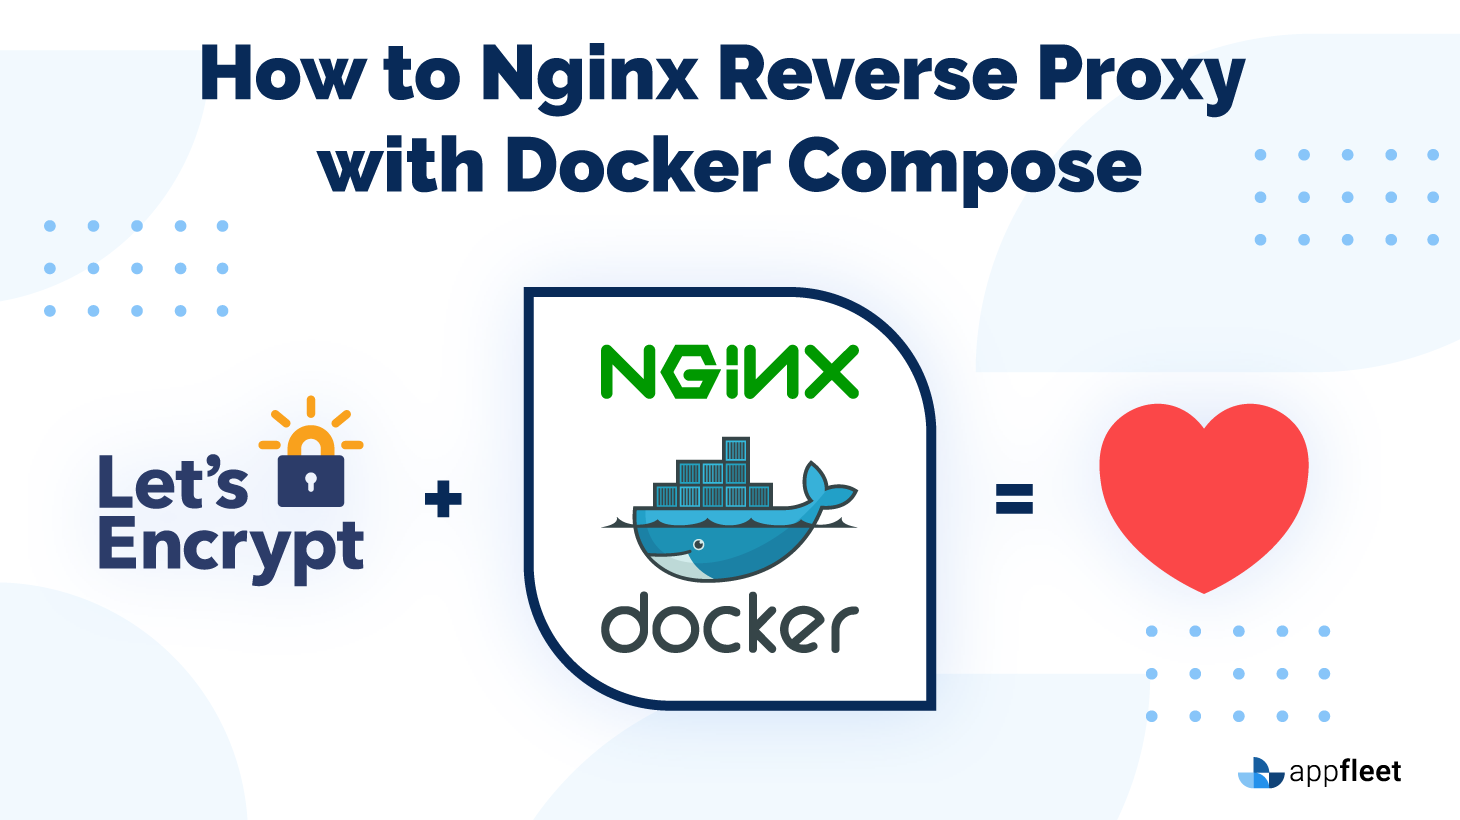 How to Nginx Reverse Proxy
with Docker Compose
Let's
Encrypt
+
NGINX
docker
=
appfleet